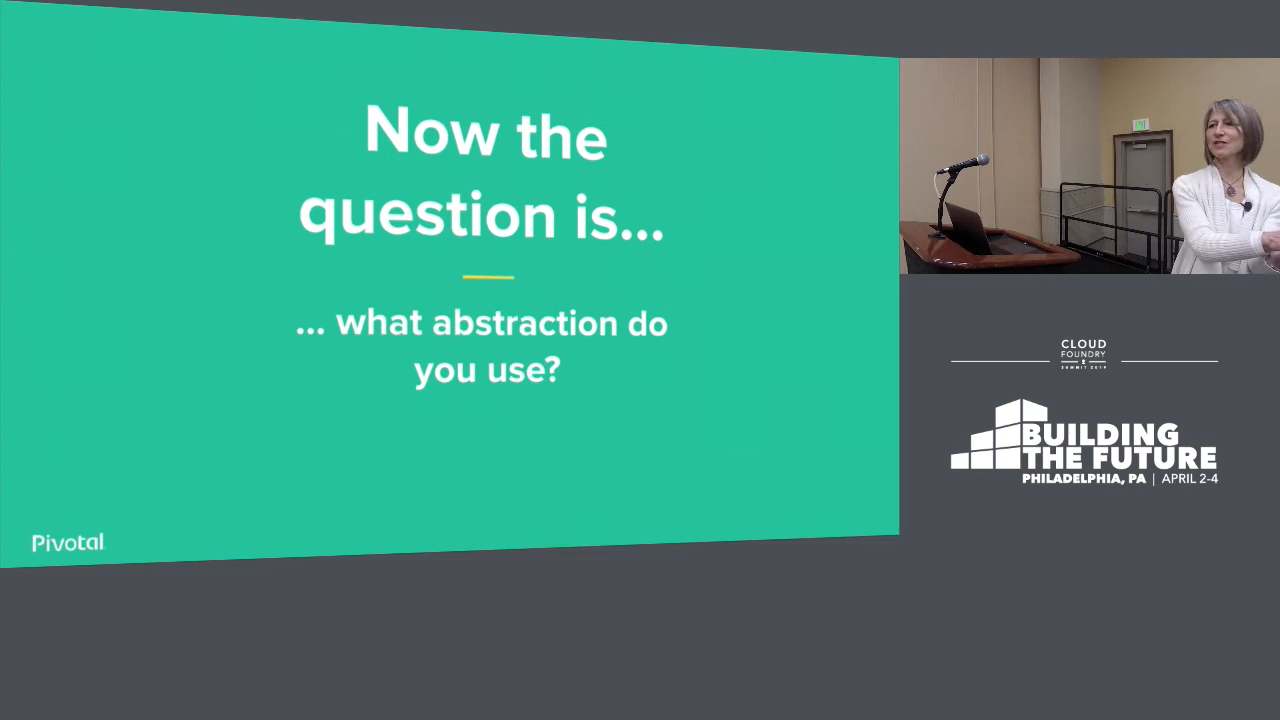 Now the
question is...
... what abstraction do
you use?
Pivotal
CLOUD
FOUNDRY
SUMMIT 2019
BUILDING
THE FUTURE
PHILADELPHIA, PA | APRIL 2-4